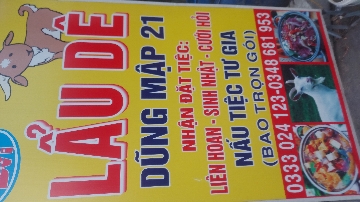 LẨU DÊ
DŨNG MẬP 21
NHẬN ĐẶT TIỆC:
LIÊN HOAN - SINH NHẬT - CƯỚI HỎI
NẤU TIỆC TƯ GIA
(BAO TRỌN GÓI)
0333 024 123-0348 681 953